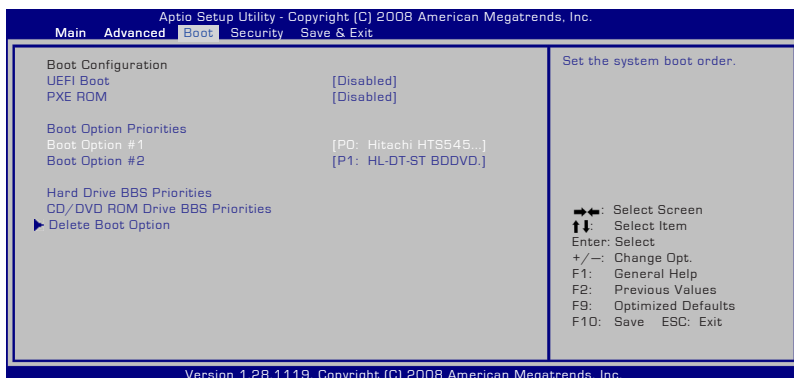 Aptio Setup Utility - Copyright (C) 2008 American Megatrends, Inc.
Main Advanced Boot Security Save & Exit
Boot Configuration
UEFI Boot [Disabled]
PXE ROM [Disabled]
Boot Option Priorities
Boot Option #1 [P0: Hitachi HTS545...]
Boot Option #2 [P1: HL-DT-ST BDDVD.]
Hard Drive BBS Priorities
CD/DVD ROM Drive BBS Priorities
Delete Boot Option
Set the system boot order.
→←: Select Screen
↑↓: Select Item
Enter: Select
+/—: Change Opt.
F1: General Help
F2: Previous Values
F9: Optimized Defaults
F10: Save ESC: Exit
Version 1.28.1119. Copyright (C) 2008 American Megatrends, Inc.